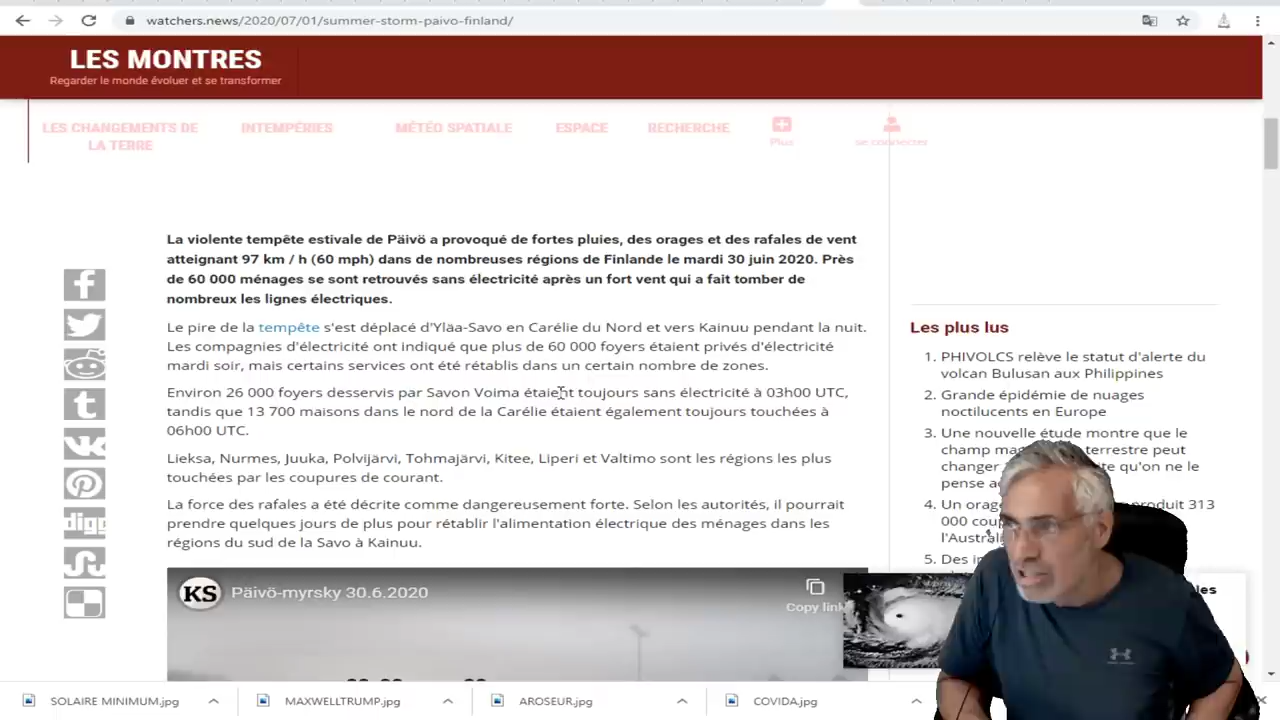 watchers.news/2020/07/01/summer-storm-paivo-finland/
LES MONTRES
Regarder le monde évoluer et se transformer
LES CHANGEMENTS DE
LA TERRE
INTEMPÉRIES
MÉTÉO SPATIALE
ESPACE
RECHERCHE
Plus
se connecter
La violente tempête estivale de Päivö a provoqué de fortes pluies, des orages et des rafales de vent
atteignant 97 km / h (60 mph) dans de nombreuses régions de Finlande le mardi 30 juin 2020. Près
de 60 000 ménages se sont retrouvés sans électricité après un fort vent qui a fait tomber de
nombreux les lignes électriques.
Le pire de la tempête s'est déplacé d'Yläa-Savo en Carélie du Nord et vers Kainuu pendant la nuit.
Les compagnies d'électricité ont indiqué que plus de 60 000 foyers étaient privés d'électricité
mardi soir, mais certains services ont été rétablis dans un certain nombre de zones.
Environ 26 000 foyers desservis par Savon Voima étaient toujours sans électricité à 03h00 UTC,
tandis que 13 700 maisons dans le nord de la Carélie étaient également toujours touchées à
06h00 UTC.
Lieksa, Nurmes, Juuka, Polvijärvi, Tohmajärvi, Kitee, Liperi et Valtimo sont les régions les plus
touchées par les coupures de courant.
La force des rafales a été décrite comme dangereusement forte. Selon les autorités, il pourrait
prendre quelques jours de plus pour rétablir l'alimentation électrique des ménages dans les
régions du sud de la Savo à Kainuu.
KS
Päivö-myrsky 30.6.2020
Copy link
digg
Les plus lus
1. PHIVOLCS relève le statut d'alerte du
volcan Bulusan aux Philippines
2. Grande épidémie de nuages
noctilucents en Europe
3. Une nouvelle étude montre que le
champ terrestre peut
changer qu'on ne le
pense
4. Un produit 313
000
l'Austral
5. Des
les
SOLAIRE MINIMUM.jpg
MAXWELLTRUMP.jpg
AROSEUR.jpg
COVIDA.jpg